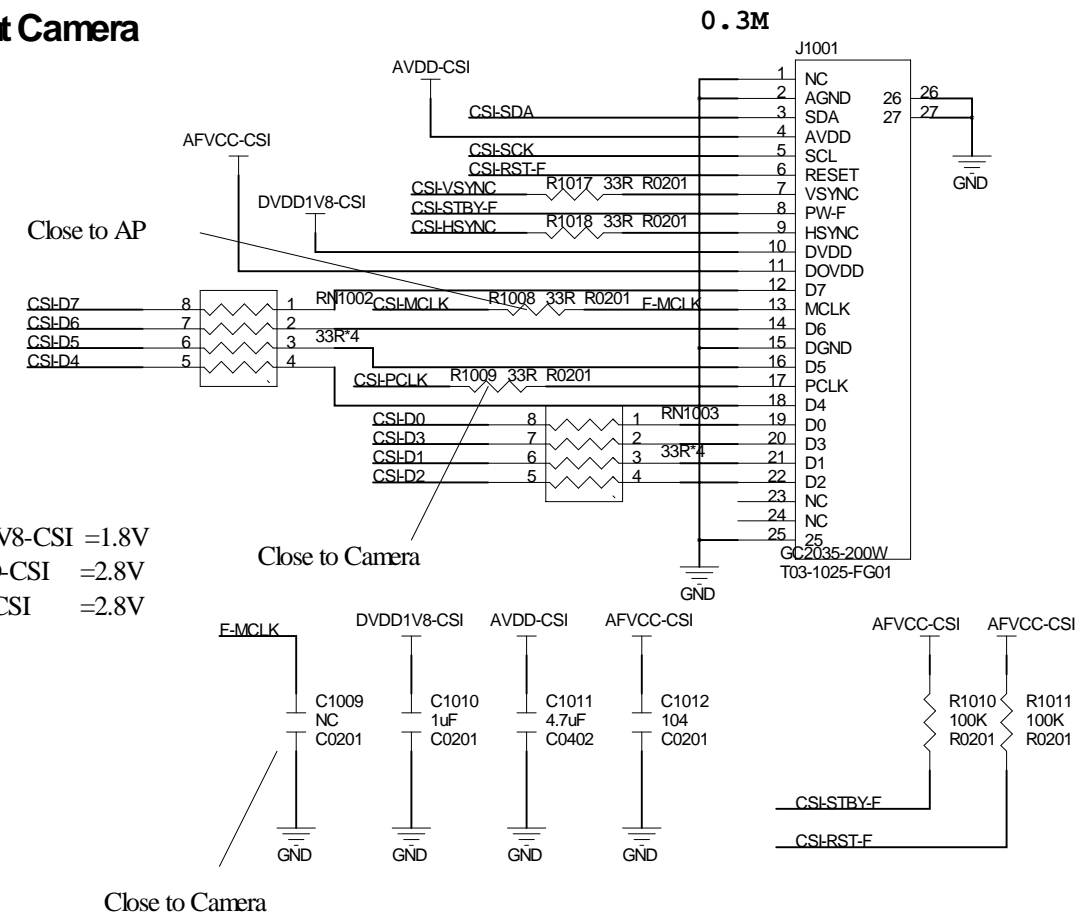 t Camera
0.3M
J1001
AVDD-CSI
AFVCC-CSI
DVDD1V8-CSI
Close to AP
CSI-SDA
CSI-SCK
CSI-RST-F
CSI-VSYNC R1017 33R R0201
CSI-STBY-F
CSI-HSYNC R1018 33R R0201
1 NC
2 AGND
3 SDA
4 AVDD
5 SCL
6 RESET
7 VSYNC
8 PW-F
9 HSYNC
10 DVDD
11 DOVDD
12 D7
13 MCLK
14 D6
15 DGND
16 D5
17 PCLK
18 D4
19 D0
20 D3
21 D1
22 D2
23 NC
24 NC
25 25
26 26
27 27
GND
GC2035-200W
T03-1025-FG01
CSI-D7 8 1 RN1002
CSI-D6 7 2
CSI-D5 6 3 33R*4
CSI-D4 5 4
CSI-MCLK R1008 33R R0201 F-MCLK
CSI-PCLK R1009 33R R0201
CSI-D0 8 1 RN1003
CSI-D3 7 2
CSI-D1 6 3 33R*4
CSI-D2 5 4
GND
V8-CSI =1.8V
-CSI =2.8V
CSI =2.8V
Close to Camera
F-MCLK
DVDD1V8-CSI
AVDD-CSI
AFVCC-CSI
C1009
NC
C0201
C1010
1uF
C0201
C1011
4.7uF
C0402
C1012
104
C0201
GND
GND
GND
GND
Close to Camera
AFVCC-CSI
AFVCC-CSI
R1010
100K
R0201
R1011
100K
R0201
CSI-STBY-F
CSI-RST-F